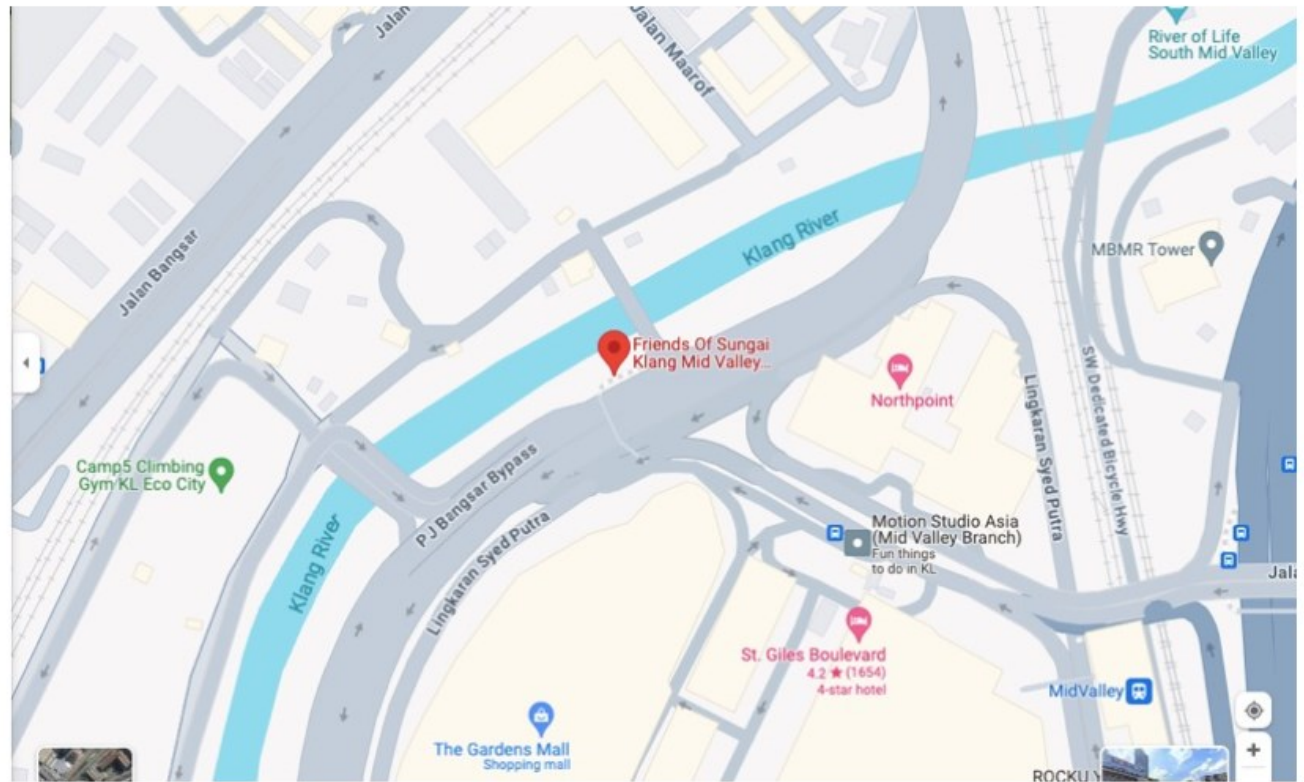 Jalan
Jalan Maarof
River of Life
South Mid Valley
Klang River
MBMR Tower
Jalan Bangsar
Friends Of Sungai
Klang Mid Valley...
Northpoint
Lingkaran Syed Putra
SW Dedicated Bicycle Hwy
Camp5 Climbing
Gym KL Eco City
PJ Bangsar Bypass
Klang River
Lingkaran Syed Putra
Motion Studio Asia
(Mid Valley Branch)
Fun things
to do in KL
St. Giles Boulevard
4.2 ★ (1654)
4-star hotel
MidValley
The Gardens Mall
Shopping mall